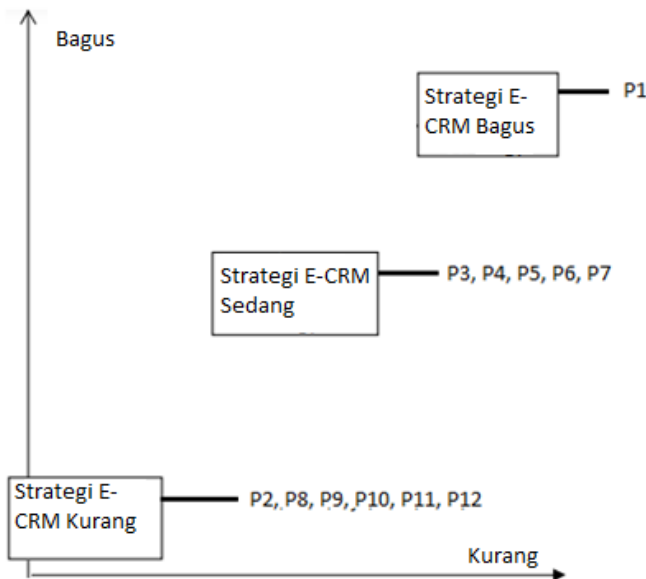 Bagus
Strategi E-
CRM Bagus
P1
Strategi E-CRM
Sedang
P3, P4, P5, P6, P7
Strategi E-
CRM Kurang
P2, P8, P9, P10, P11, P12
Kurang